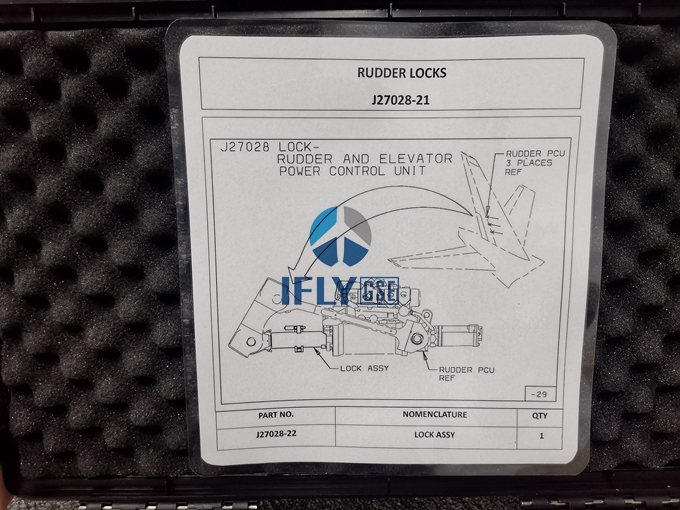 RUDDER LOCKS
J27028-21
J27028 LOCK-
RUDDER AND ELEVATOR
POWER CONTROL UNIT
RUDDER PCU
3 PLACES
REF
IFLY GSE
LOCK ASSY
RUDDER PCU
REF
-29
PART NO. NOMENCLATURE QTY
J27028-22 LOCK ASSY 1